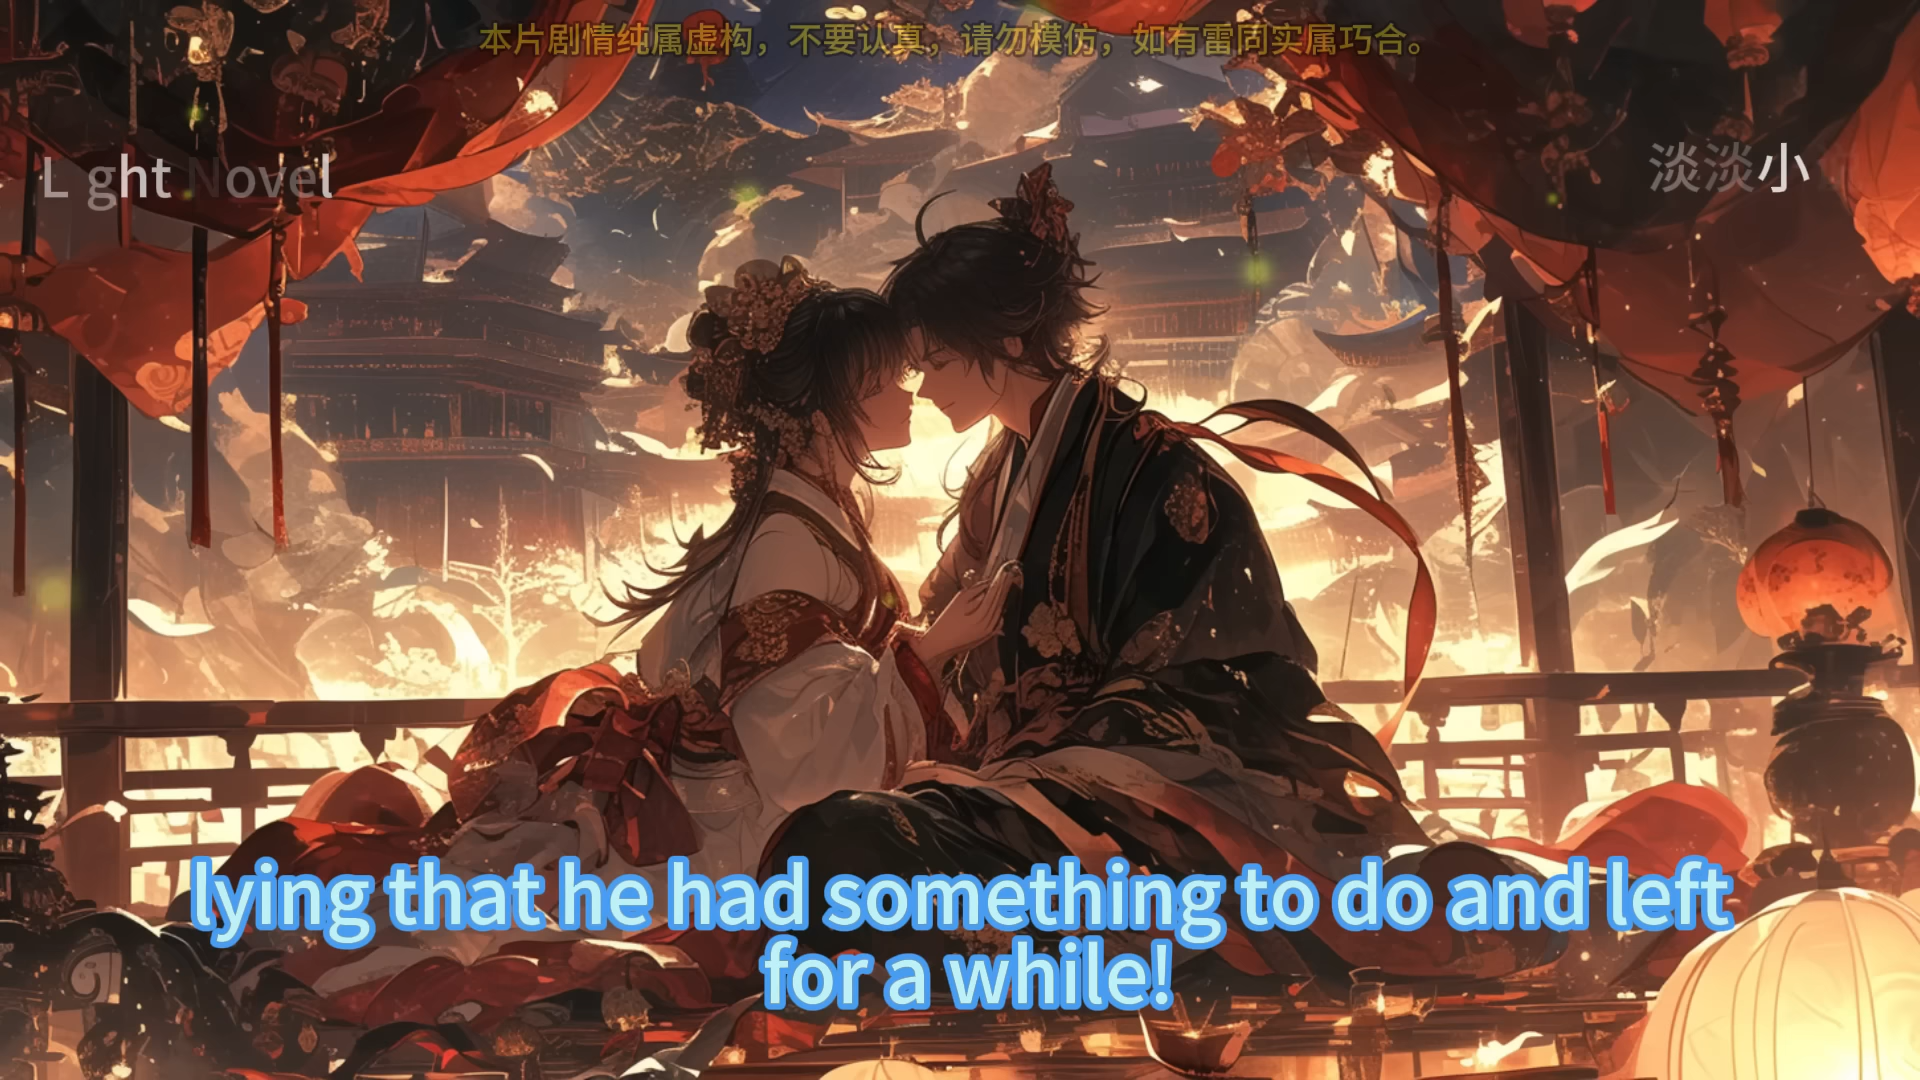 本片剧情纯属虚构，不要认真，请勿模仿，如有雷同实属巧合。
L ght Novel
淡淡小
lying that he had something to do and left
for a while!